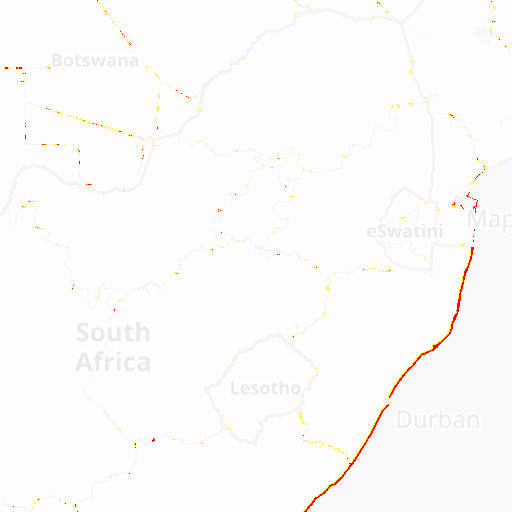 Botswana
Map
eSwatini
South
Africa
Lesotho
Durban